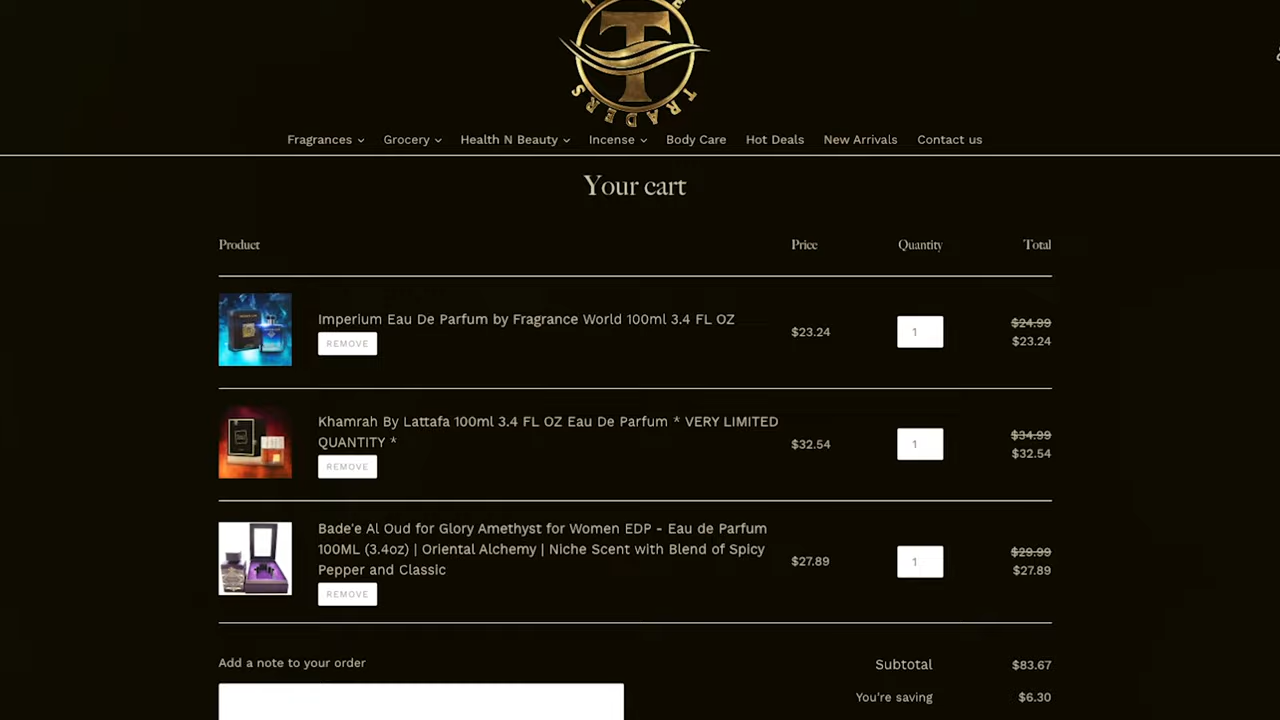 T
TRADERS
Fragrances Grocery Health N Beauty Incense Body Care Hot Deals New Arrivals Contact us
Your cart
Product Price Quantity Total
Imperium Eau De Parfum by Fragrance World 100ml 3.4 FL OZ
REMOVE
$23.24
1
$24.99
$23.24
Khamrah By Lattafa 100ml 3.4 FL OZ Eau De Parfum * VERY LIMITED
QUANTITY *
REMOVE
$32.54
1
$34.99
$32.54
Bade'e Al Oud for Glory Amethyst for Women EDP - Eau de Parfum
100ML (3.4oz) | Oriental Alchemy | Niche Scent with Blend of Spicy
Pepper and Classic
REMOVE
$27.89
1
$29.99
$27.89
Add a note to your order
Subtotal $83.67
You're saving $6.30